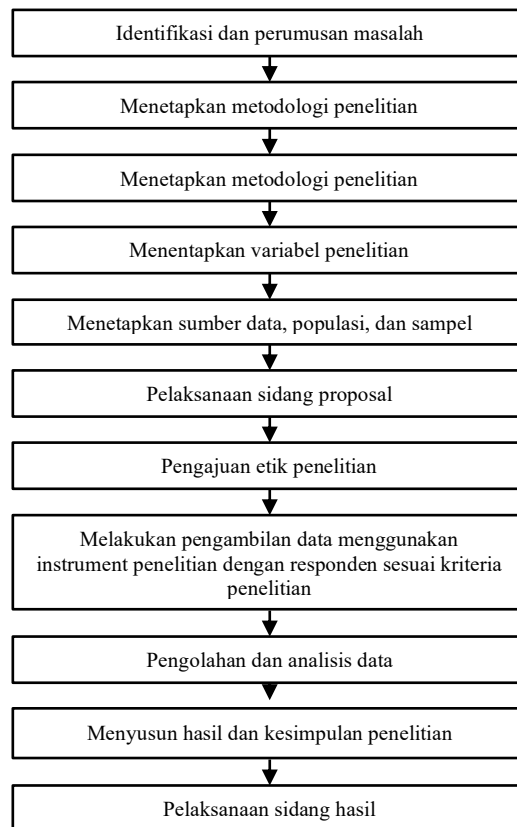 Identifikasi dan perumusan masalah
Menetapkan metodologi penelitian
Menetapkan metodologi penelitian
Menentapkan variabel penelitian
Menetapkan sumber data, populasi, dan sampel
Pelaksanaan sidang proposal
Pengajuan etik penelitian
Melakukan pengambilan data menggunakan
instrument penelitian dengan responden sesuai kriteria
penelitian
Pengolahan dan analisis data
Menyusun hasil dan kesimpulan penelitian
Pelaksanaan sidang hasil